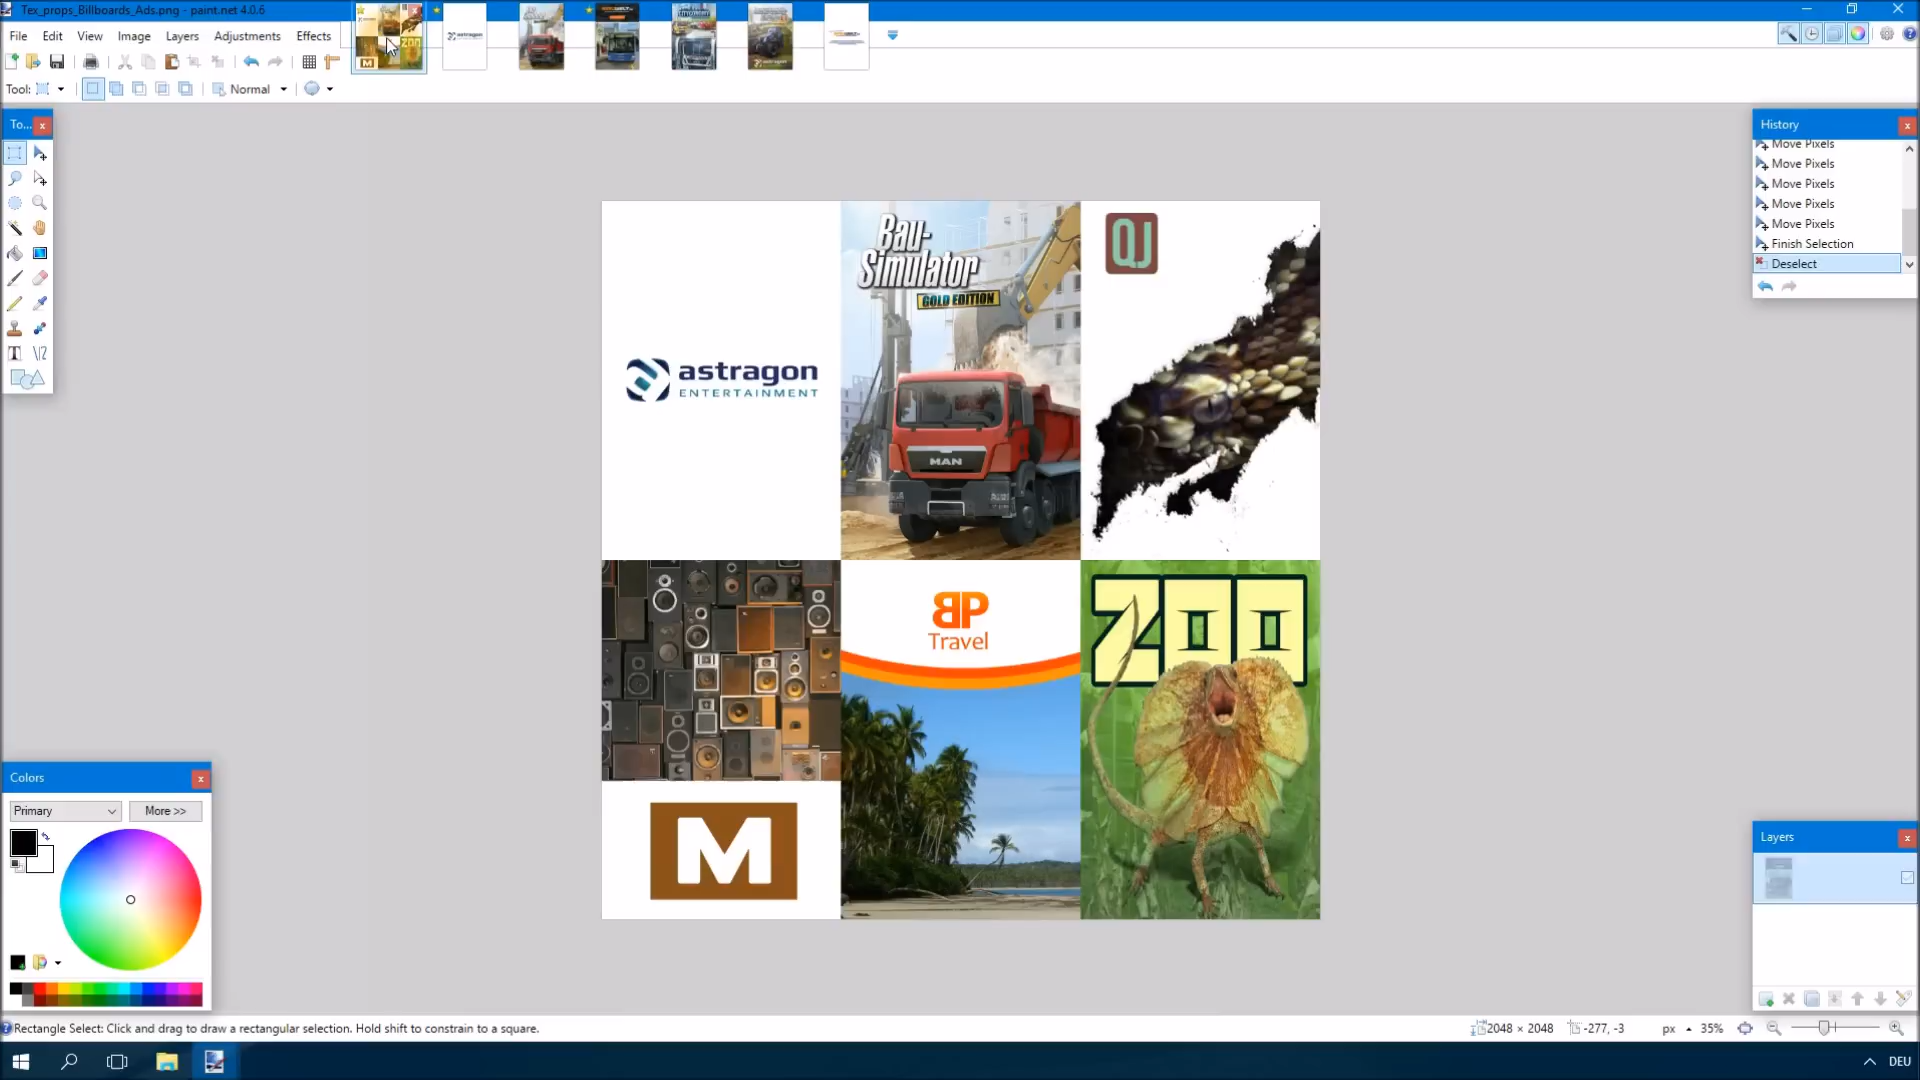 Tex_props_Billboards_Ads.png - paint.net 4.0.6
File Edit View Image Layers Adjustments Effects
Tool:
Normal
To...
History
Move Pixels
Move Pixels
Move Pixels
Move Pixels
Move Pixels
Finish Selection
Deselect
Bau-
Simulator
GOLD EDITION
MAN
QJ
astragon
ENTERTAINMENT
BP
Travel
ZOO
M
Colors
Primary
More >>
Layers
Rectangle Select: Click and drag to draw a rectangular selection. Hold shift to constrain to a square.
2048 × 2048
-277, -3
px
35%
DEU